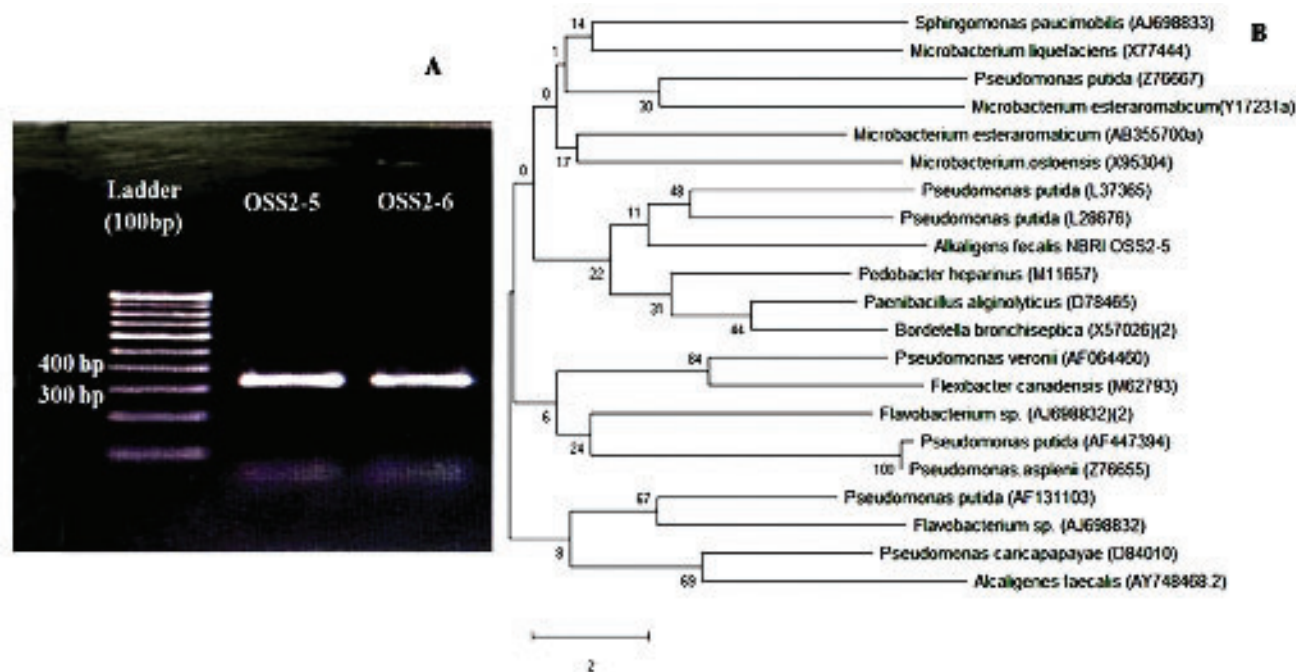 A
Ladder
(100bp)
OSS2-5
OSS2-6
400 bp
300 bp
B
Sphingomonas paucimobilis (AJ698833)
Microbacterium liquefaciens (X77444)
Pseudomonas putida (Z76667)
Microbacterium esteraromaticum(Y17231a)
Microbacterium esteraromaticum (AB355700a)
Microbacterium.osloensis (X95304)
Pseudomonas putida (L37365)
Pseudomonas putida (L28676)
Alkaligens fecalis NBRI OSS2-5
Pedobacter heparinus (M11657)
Paenibacillus alginolyticus (D78465)
Bordetella bronchiseptica (X57026)(2)
Pseudomonas veronii (AF064460)
Flexibacter canadensis (M62793)
Flavobacterium sp. (AJ698832)(2)
Pseudomonas putida (AF447394)
Pseudomonas.asplenii (Z76655)
Pseudomonas putida (AF131103)
Flavobacterium sp. (AJ698832)
Pseudomonas caricapapayae (D84010)
Alcaligenes faecalis (AY748468.2)
14
1
0
30
17
0
48
11
22
31
44
84
6
24
100
67
8
69
2